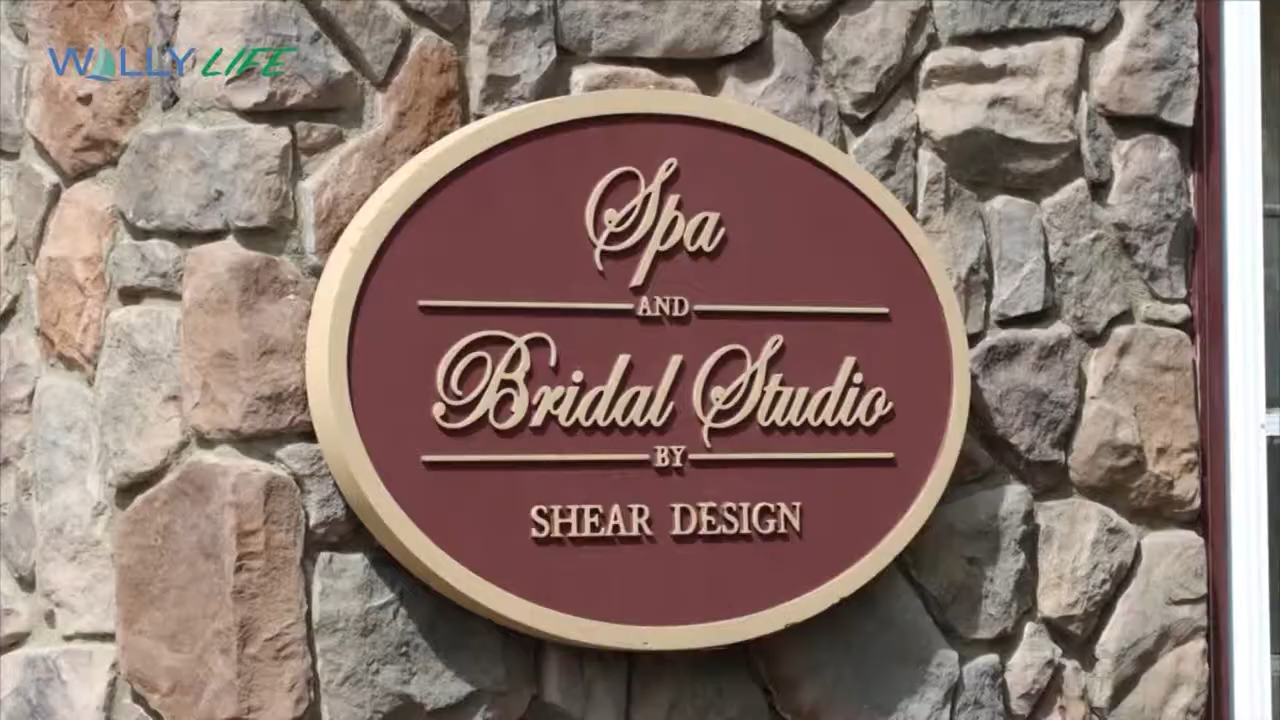 WALLY LIFE
Spa
AND
Bridal Studio
BY
SHEAR DESIGN